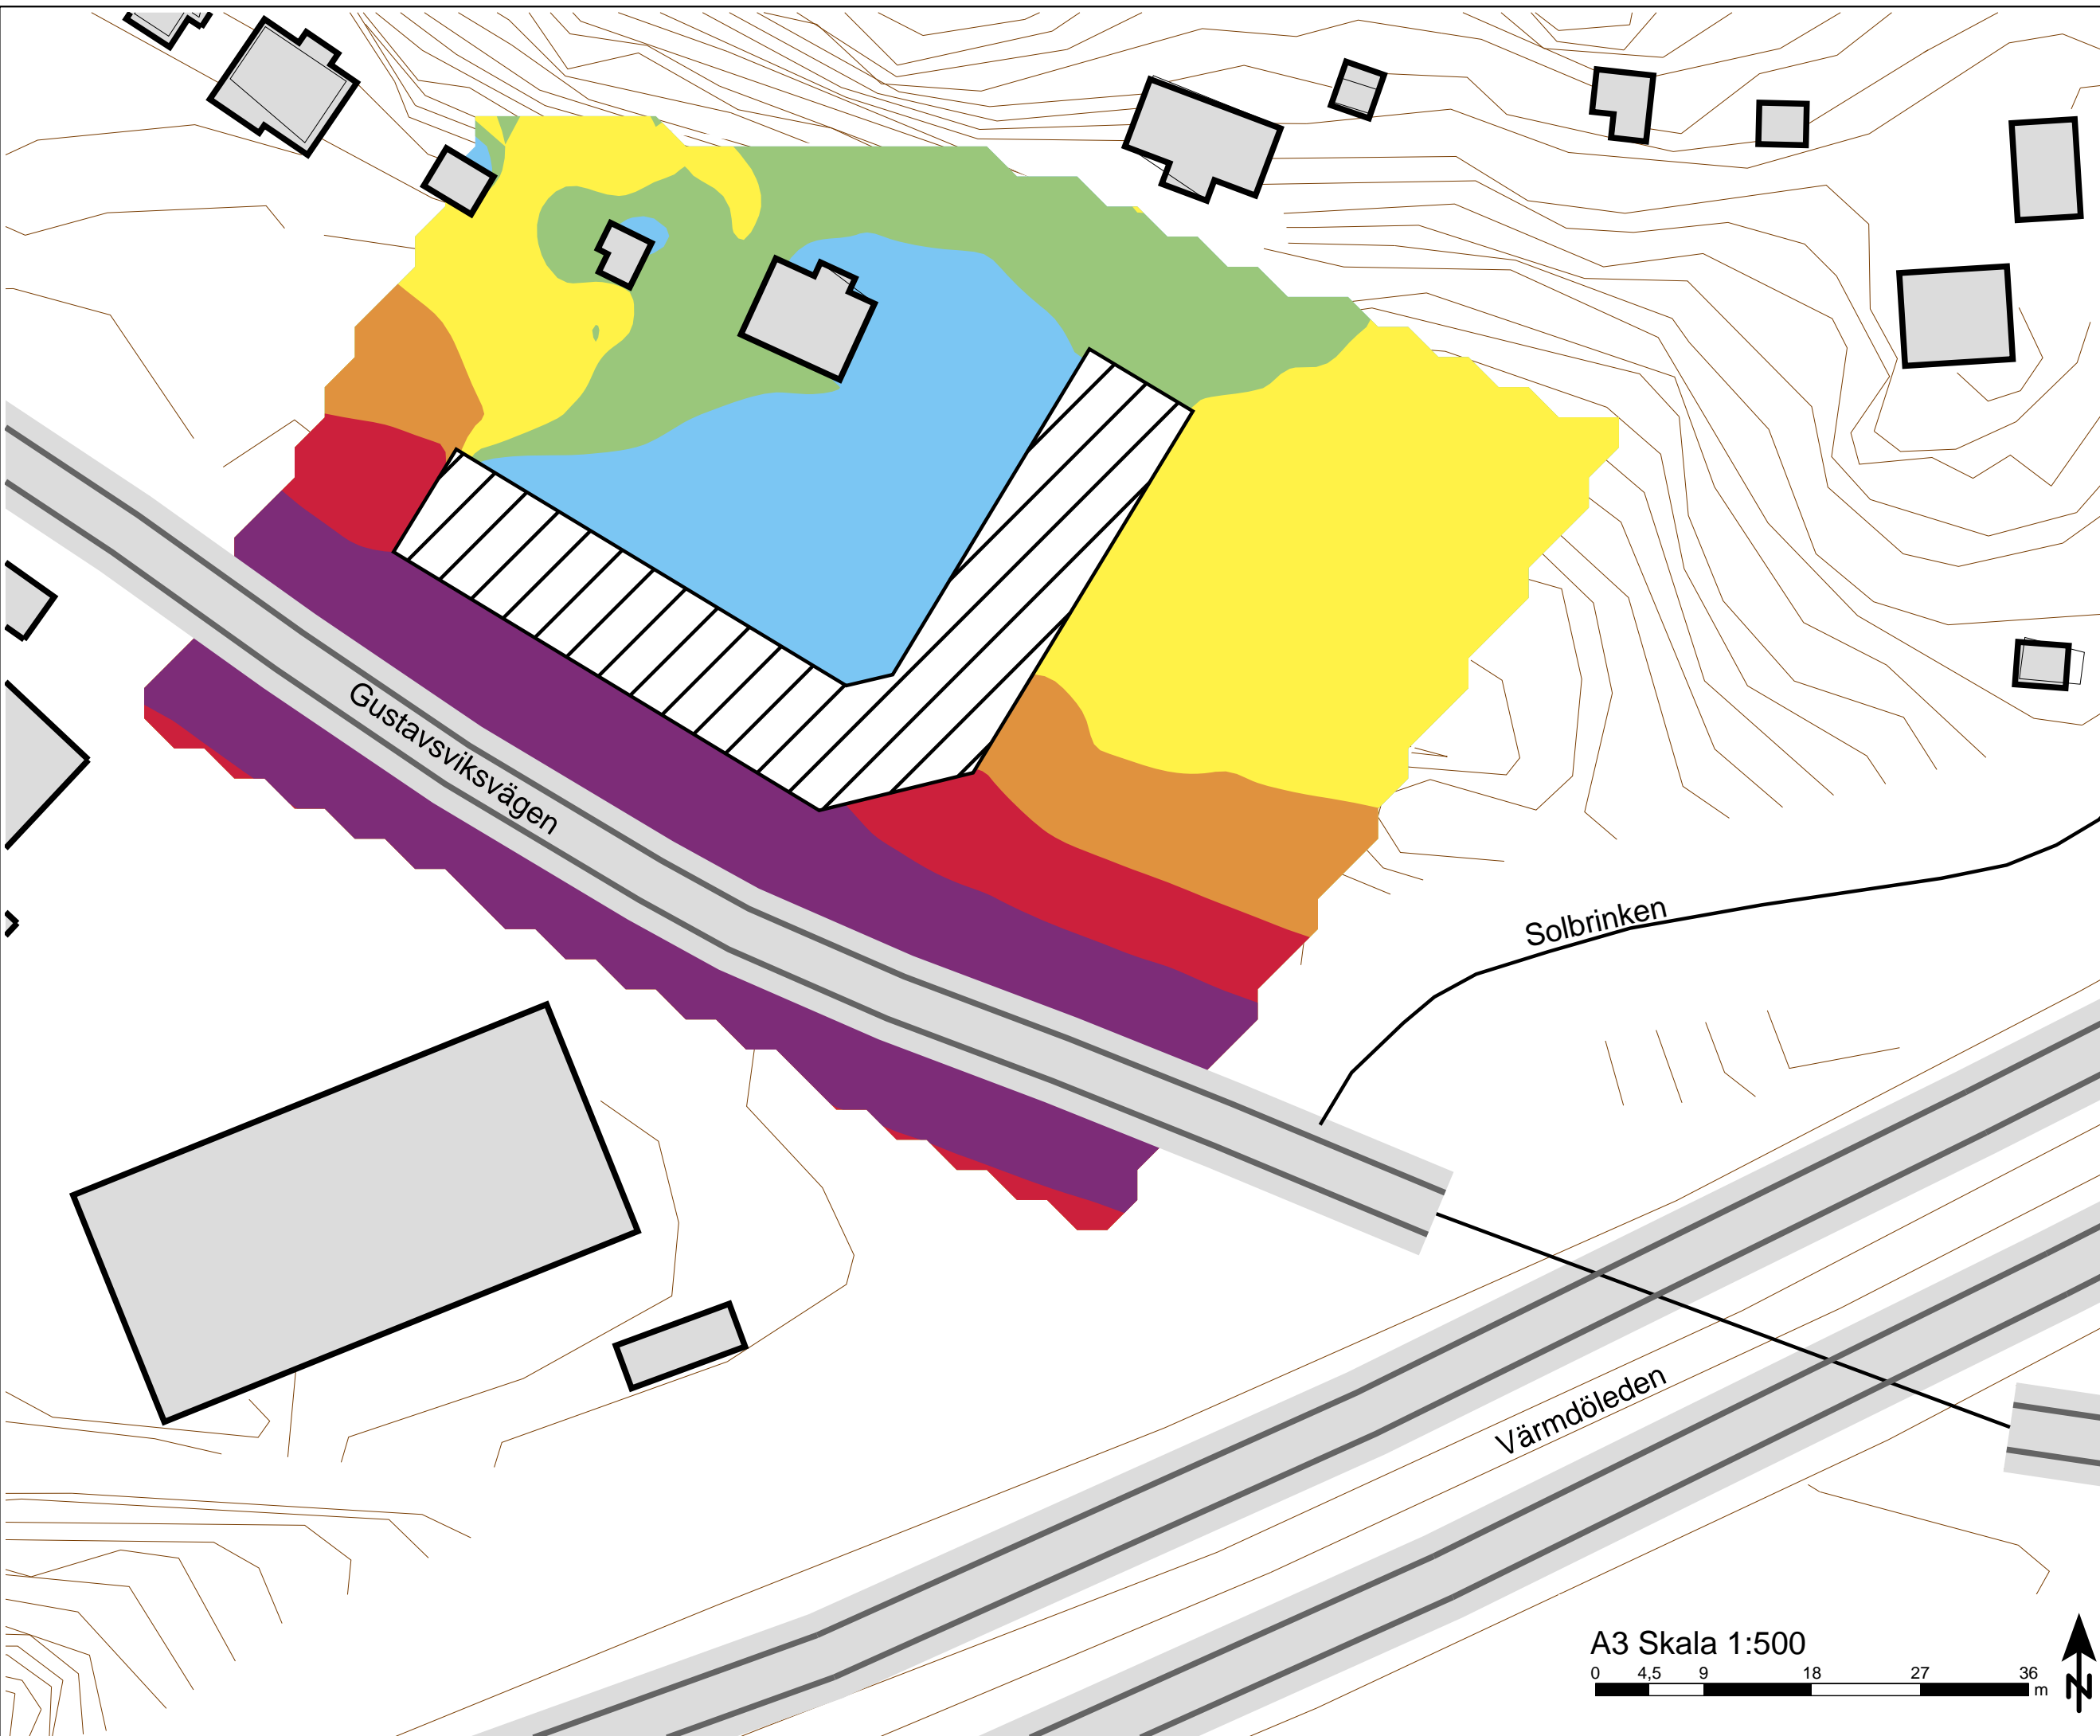 Gustavsviksvägen
Solbrinken
Värmdöleden
A3 Skala 1:500
0 4,5 9 18 27 36
m
N